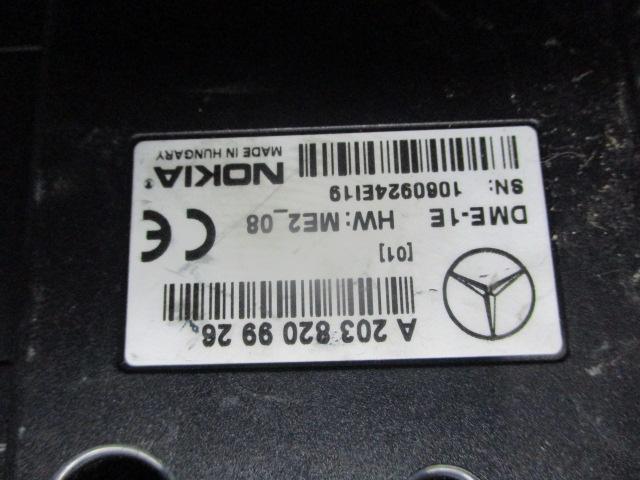 A 203 820 99 26
[01]
DME-1E HW: ME2_08
CE
SN: 1060924EI19
NOKIA®
MADE IN HUNGARY